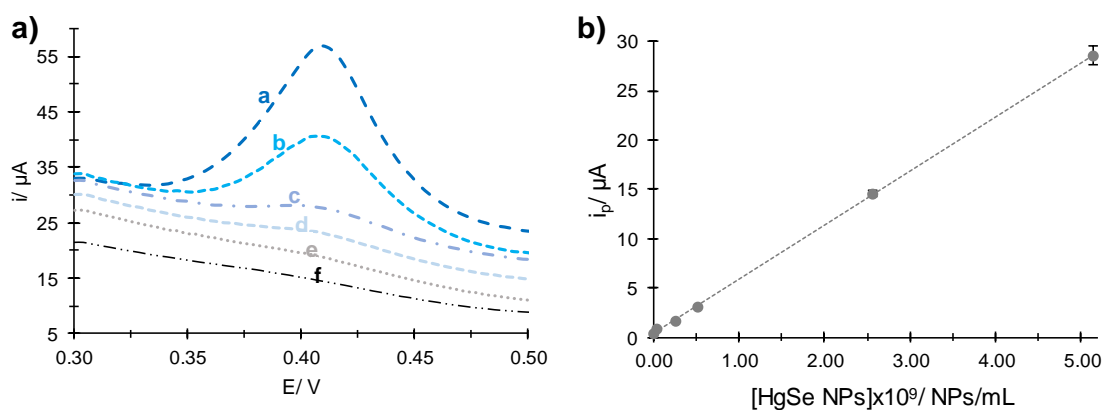 a)
i/ µA
55
45
35
25
15
5
a
b
c
d
e
f
0.30
0.35
0.40
0.45
0.50
E/ V
b)
iₚ/ µA
30
25
20
15
10
5
0
0.00
1.00
2.00
3.00
4.00
5.00
[HgSe NPs]x10⁹/ NPs/mL